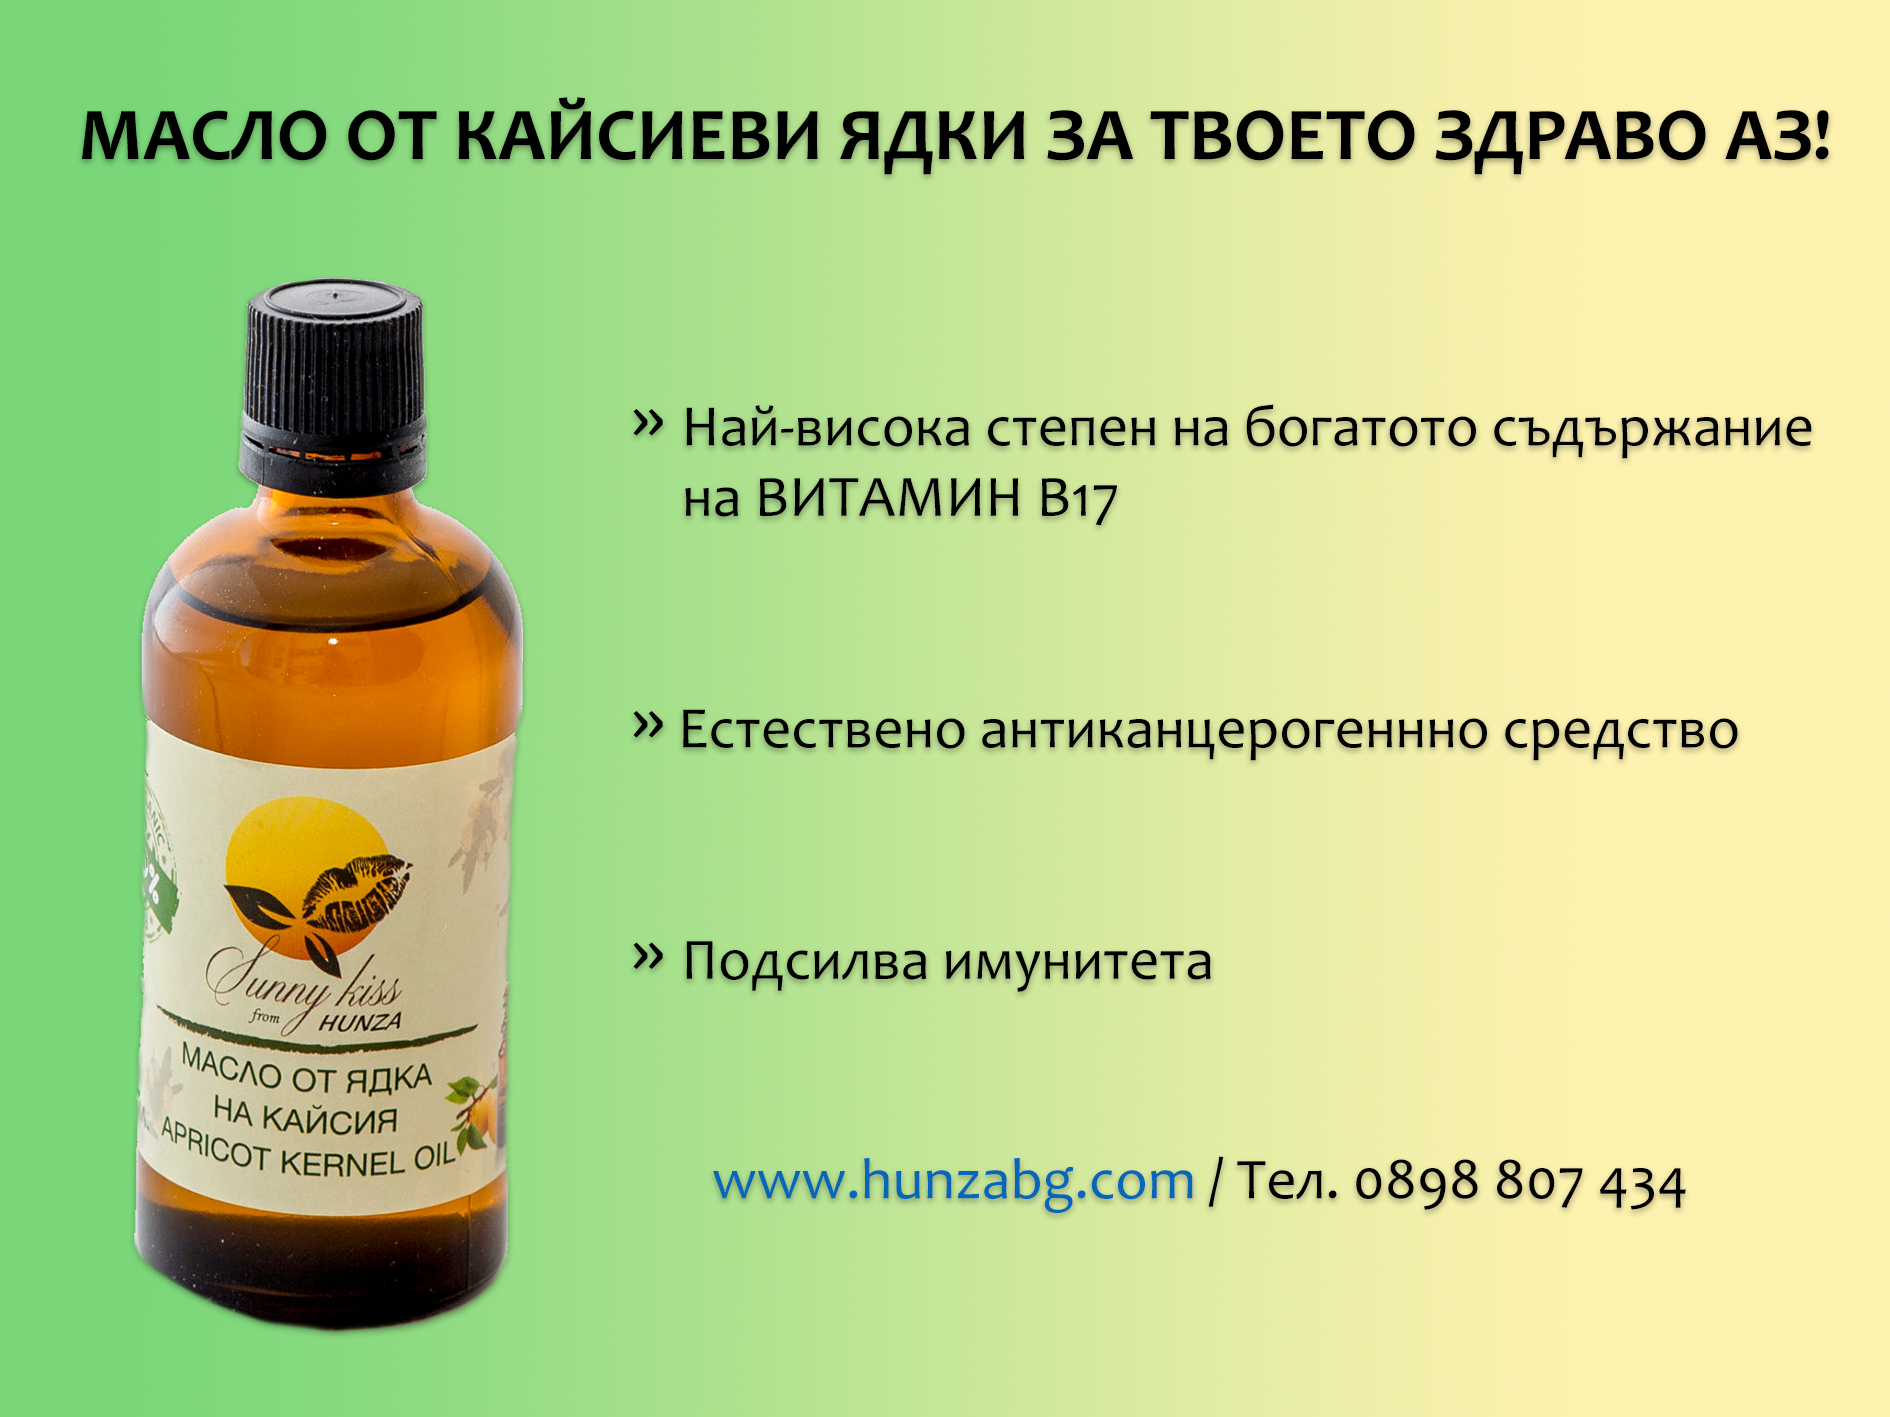 МАСЛО ОТ КАЙСИЕВИ ЯДКИ ЗА ТВОЕТО ЗДРАВО АЗ!
» Най-висока степен на богатото съдържание
на ВИТАМИН B17
» Естествено антиканцерогеннно средство
» Подсилва имунитета
www.hunzabg.com / Тел. 0898 807 434
Sunny kiss
from HUNZA
МАСЛО ОТ ЯДКА
НА КАЙСИЯ
APRICOT KERNEL OIL